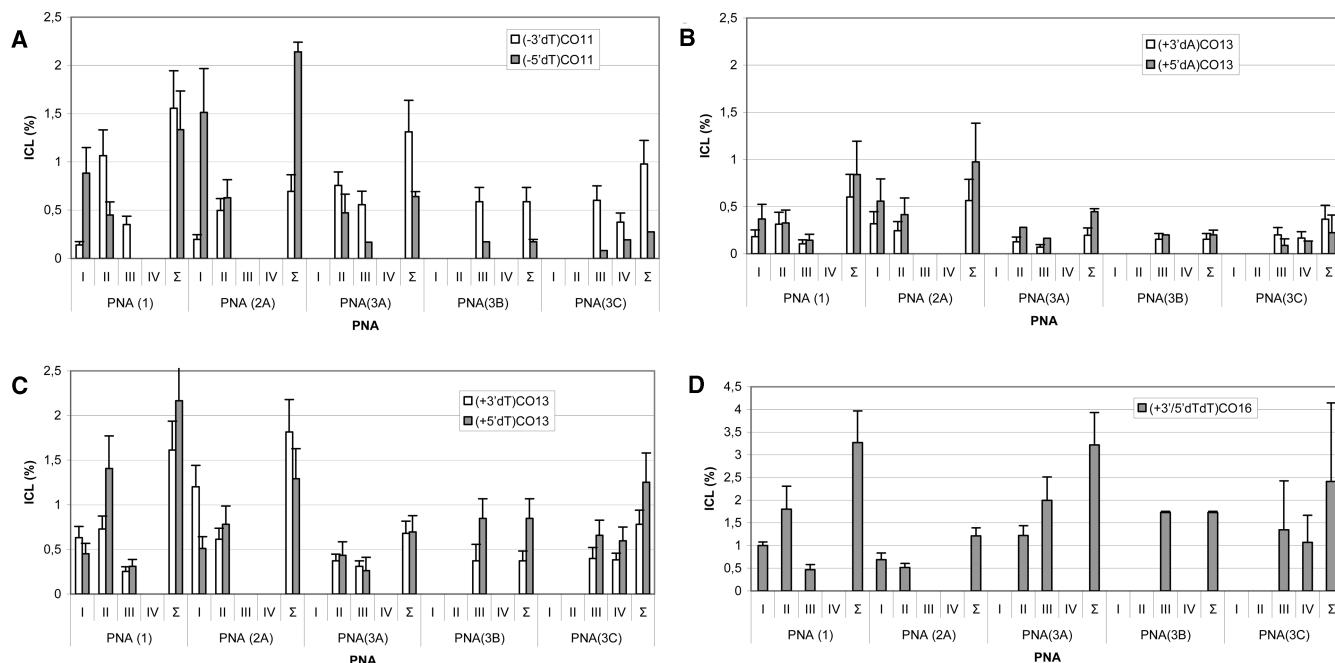 A
2,5
2
1,5
1
0,5
0
ICL (%)
(-3'dT)CO11
(-5'dT)CO11
I II III IV Σ I II III IV Σ I II III IV Σ I II III IV Σ I II III IV Σ
PNA (1) PNA (2A) PNA(3A) PNA(3B) PNA(3C)
PNA
B
2,5
2
1,5
1
0,5
0
ICL (%)
(+3'dA)CO13
(+5'dA)CO13
I II III IV Σ I II III IV Σ I II III IV Σ I II III IV Σ I II III IV Σ
PNA (1) PNA (2A) PNA(3A) PNA(3B) PNA(3C)
PNA
C
2,5
2
1,5
1
0,5
0
ICL (%)
(+3'dT)CO13
(+5'dT)CO13
I II III IV Σ I II III IV Σ I II III IV Σ I II III IV Σ I II III IV Σ
PNA (1) PNA (2A) PNA(3A) PNA(3B) PNA(3C)
PNA
D
4,5
4
3,5
3
2,5
2
1,5
1
0,5
0
ICL (%)
(+3'/5'dTdT)CO16
I II III IV Σ I II III IV Σ I II III IV Σ I II III IV Σ I II III IV Σ
PNA (1) PNA (2A) PNA(3A) PNA(3B) PNA(3C)
PNA